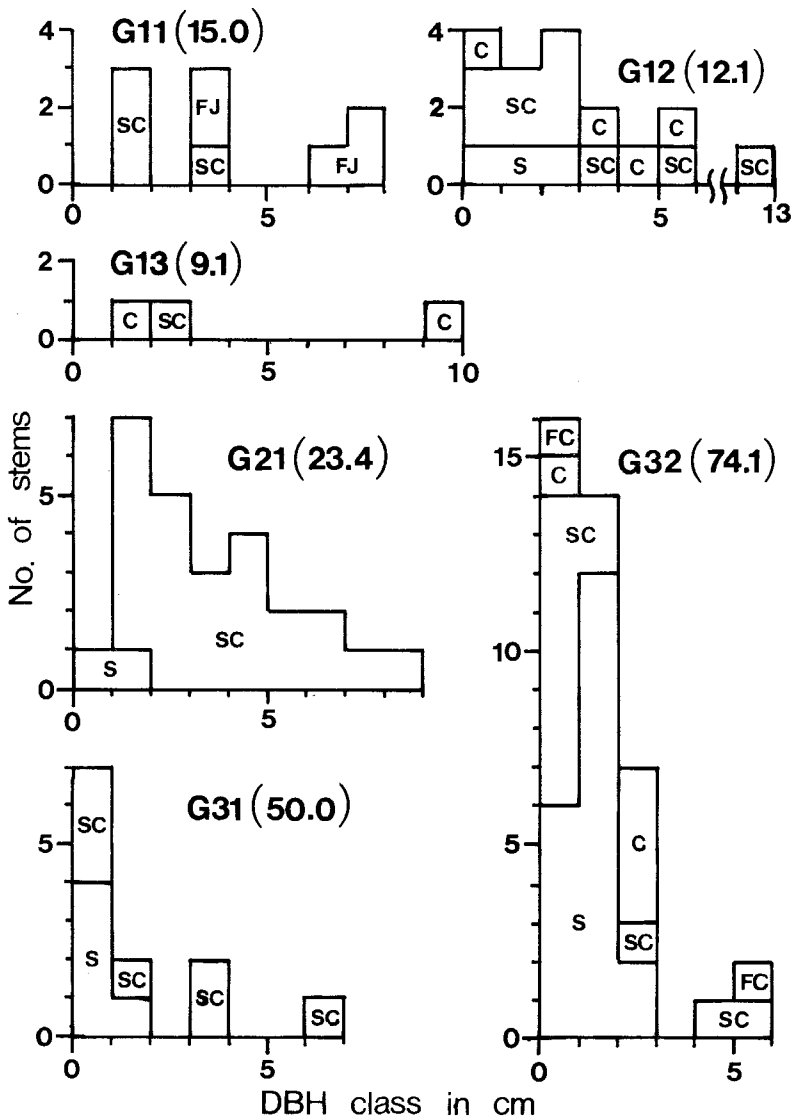 G11 (15.0)
4
2
0
SC
FJ
SC
FJ
0
5
G12 (12.1)
4
2
0
C
SC
S
C
SC
C
C
SC
SC
0
5
13
G13 (9.1)
2
0
C
SC
C
0
5
10
No. of stems
G21 (23.4)
5
0
S
SC
0
5
G32 (74.1)
15
10
5
0
FC
C
SC
S
C
SC
FC
SC
0
5
G31 (50.0)
5
0
SC
S
SC
SC
SC
0
5
DBH class in cm